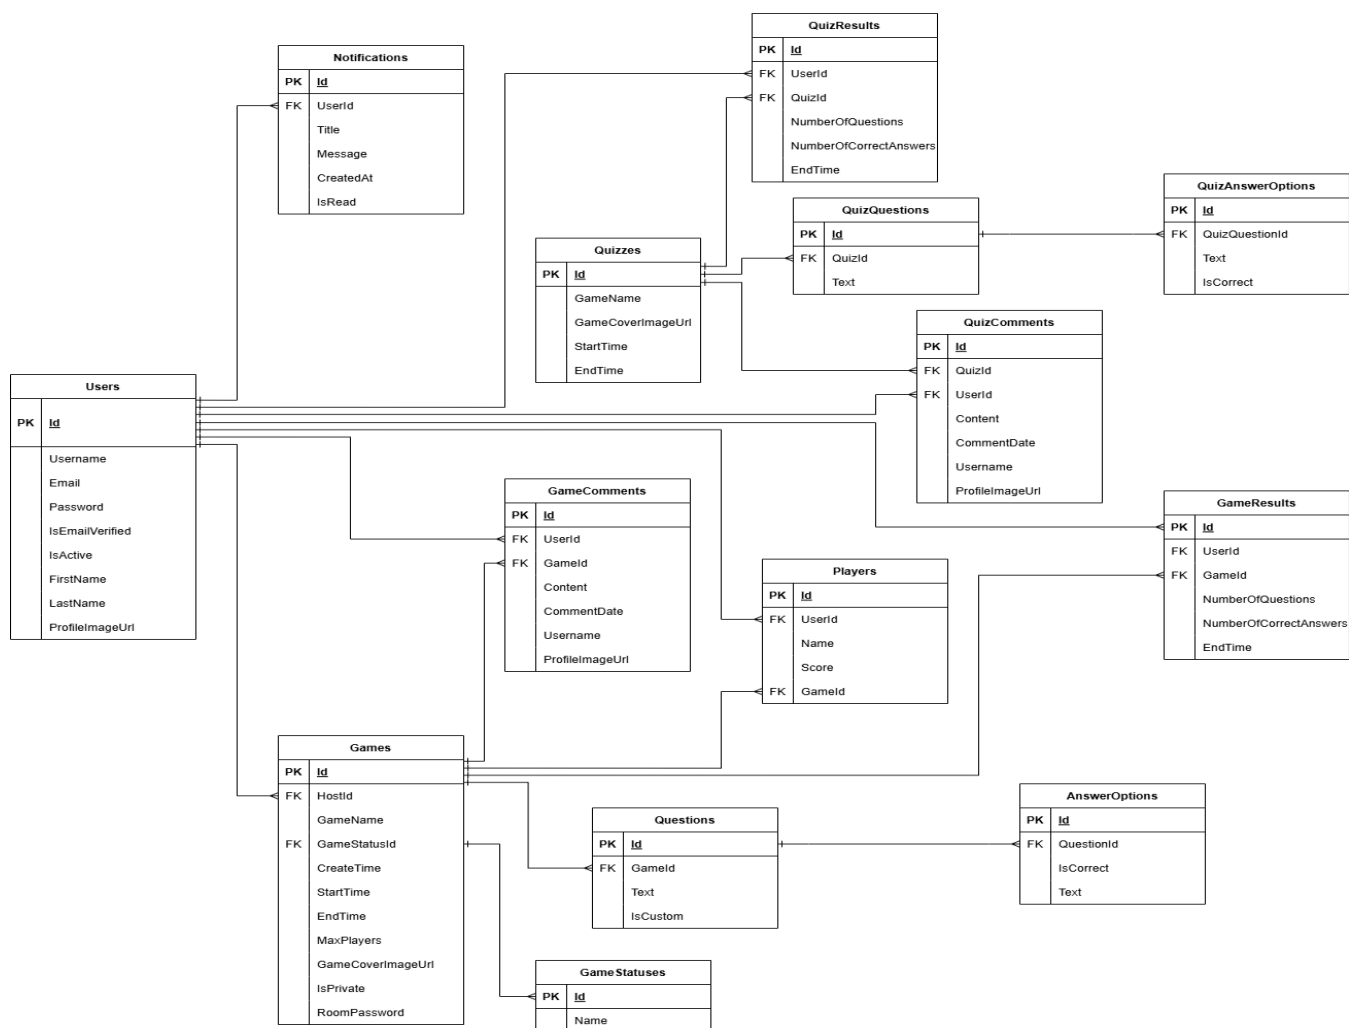 QuizResults
PK Id
FK UserId
FK QuizId
NumberOfQuestions
NumberOfCorrectAnswers
EndTime
Notifications
PK Id
FK UserId
Title
Message
CreatedAt
IsRead
QuizAnswerOptions
PK Id
FK QuizQuestionId
Text
IsCorrect
QuizQuestions
PK Id
FK QuizId
Text
Quizzes
PK Id
GameName
GameCoverImageUrl
StartTime
EndTime
QuizComments
PK Id
FK QuizId
FK UserId
Content
CommentDate
Username
ProfileImageUrl
Users
PK Id
Username
Email
Password
IsEmailVerified
IsActive
FirstName
LastName
ProfileImageUrl
GameComments
PK Id
FK UserId
FK GameId
Content
CommentDate
Username
ProfileImageUrl
GameResults
PK Id
FK UserId
FK GameId
NumberOfQuestions
NumberOfCorrectAnswers
EndTime
Players
PK Id
FK UserId
Name
Score
FK GameId
Games
PK Id
FK HostId
GameName
FK GameStatusId
CreateTime
StartTime
EndTime
MaxPlayers
GameCoverImageUrl
IsPrivate
RoomPassword
Questions
PK Id
FK GameId
Text
IsCustom
AnswerOptions
PK Id
FK QuestionId
IsCorrect
Text
GameStatuses
PK Id
Name